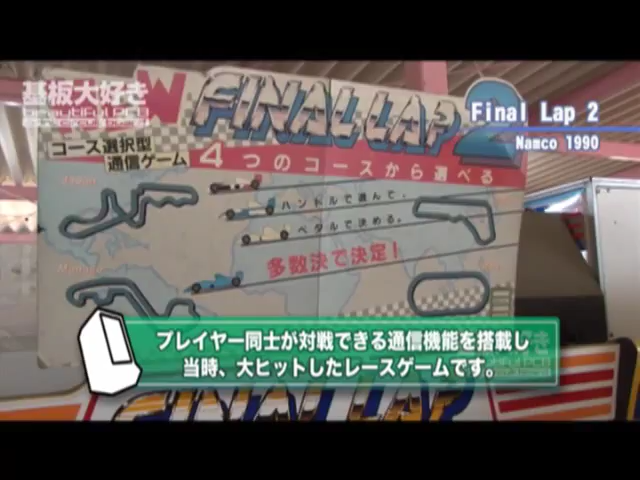 基板大好き
Final Lap 2
Namco 1990
W FINAL LAP 2
コース選択型
通信ゲーム
4つのコースから選べる
ハンドルで選んで、
ペダルで決める。
多数決で決定!
Monaco
プレイヤー同士が対戦できる通信機能を搭載し
当時、大ヒットしたレースゲームです。
FINAL LAP